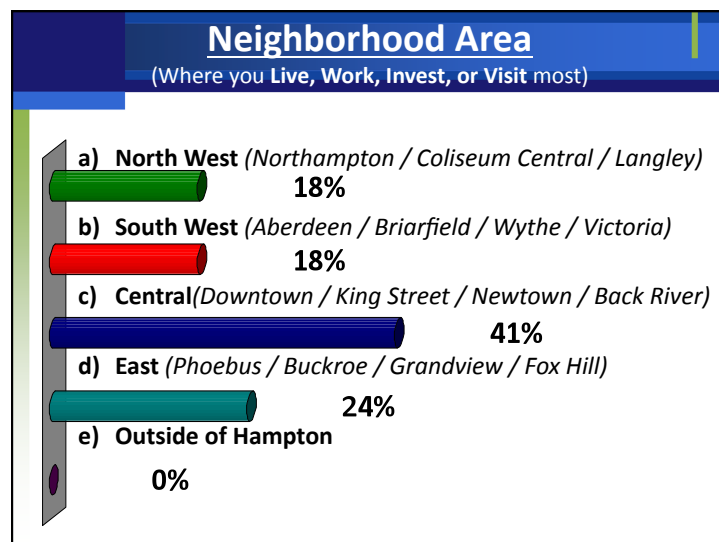 Neighborhood Area
(Where you Live, Work, Invest, or Visit most)
a) North West (Northampton / Coliseum Central / Langley)
18%
b) South West (Aberdeen / Briarfield / Wythe / Victoria)
18%
c) Central(Downtown / King Street / Newtown / Back River)
41%
d) East (Phoebus / Buckroe / Grandview / Fox Hill)
24%
e) Outside of Hampton
0%